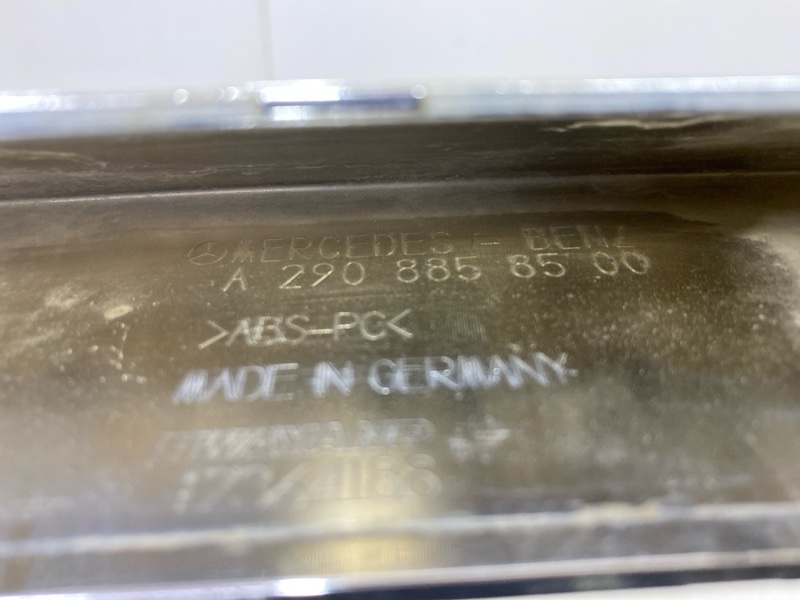 MERCEDES - BENZ
A 290 885 85 00
>ABS-PC<
MADE IN GERMANY